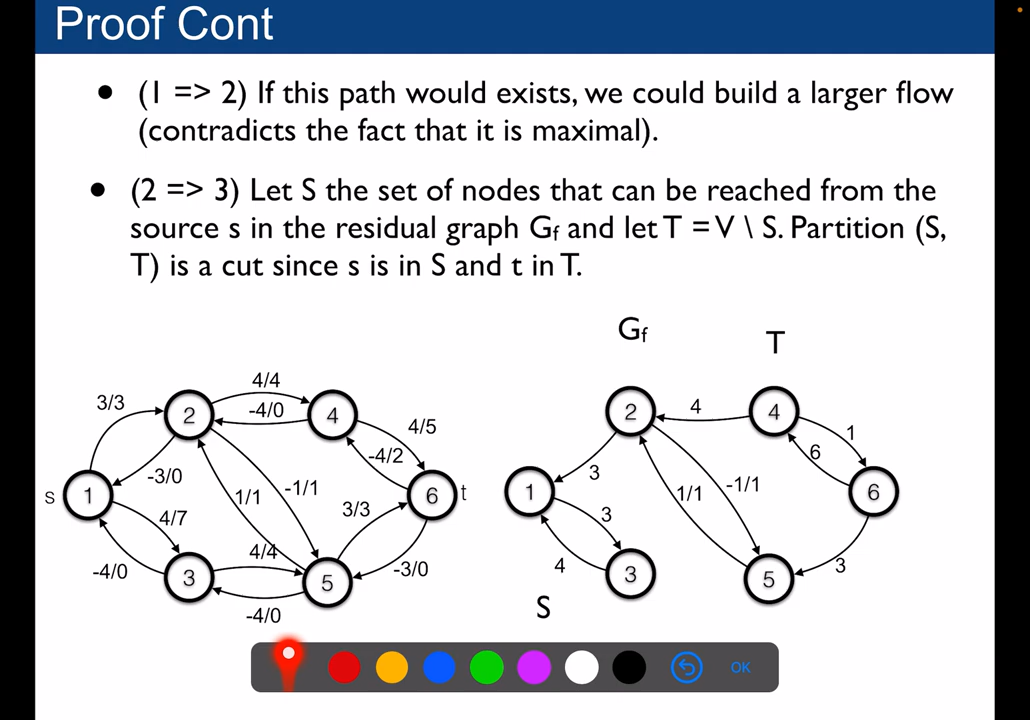 Proof Cont
• (1 => 2) If this path would exists, we could build a larger flow
(contradicts the fact that it is maximal).
• (2 => 3) Let S the set of nodes that can be reached from the
source s in the residual graph Gf and let T = V \ S. Partition (S,
T) is a cut since s is in S and t in T.
Gf
T
4/4
3/3
2
-4/0
4
4/5
-3/0
-4/2
s
1
1/1
-1/1
3/3
6
t
4/7
-4/0
3
4/4
5
-3/0
-4/0
2
4
4
1
3
6
1
1/1
-1/1
6
3
4
3
5
3
S
OK